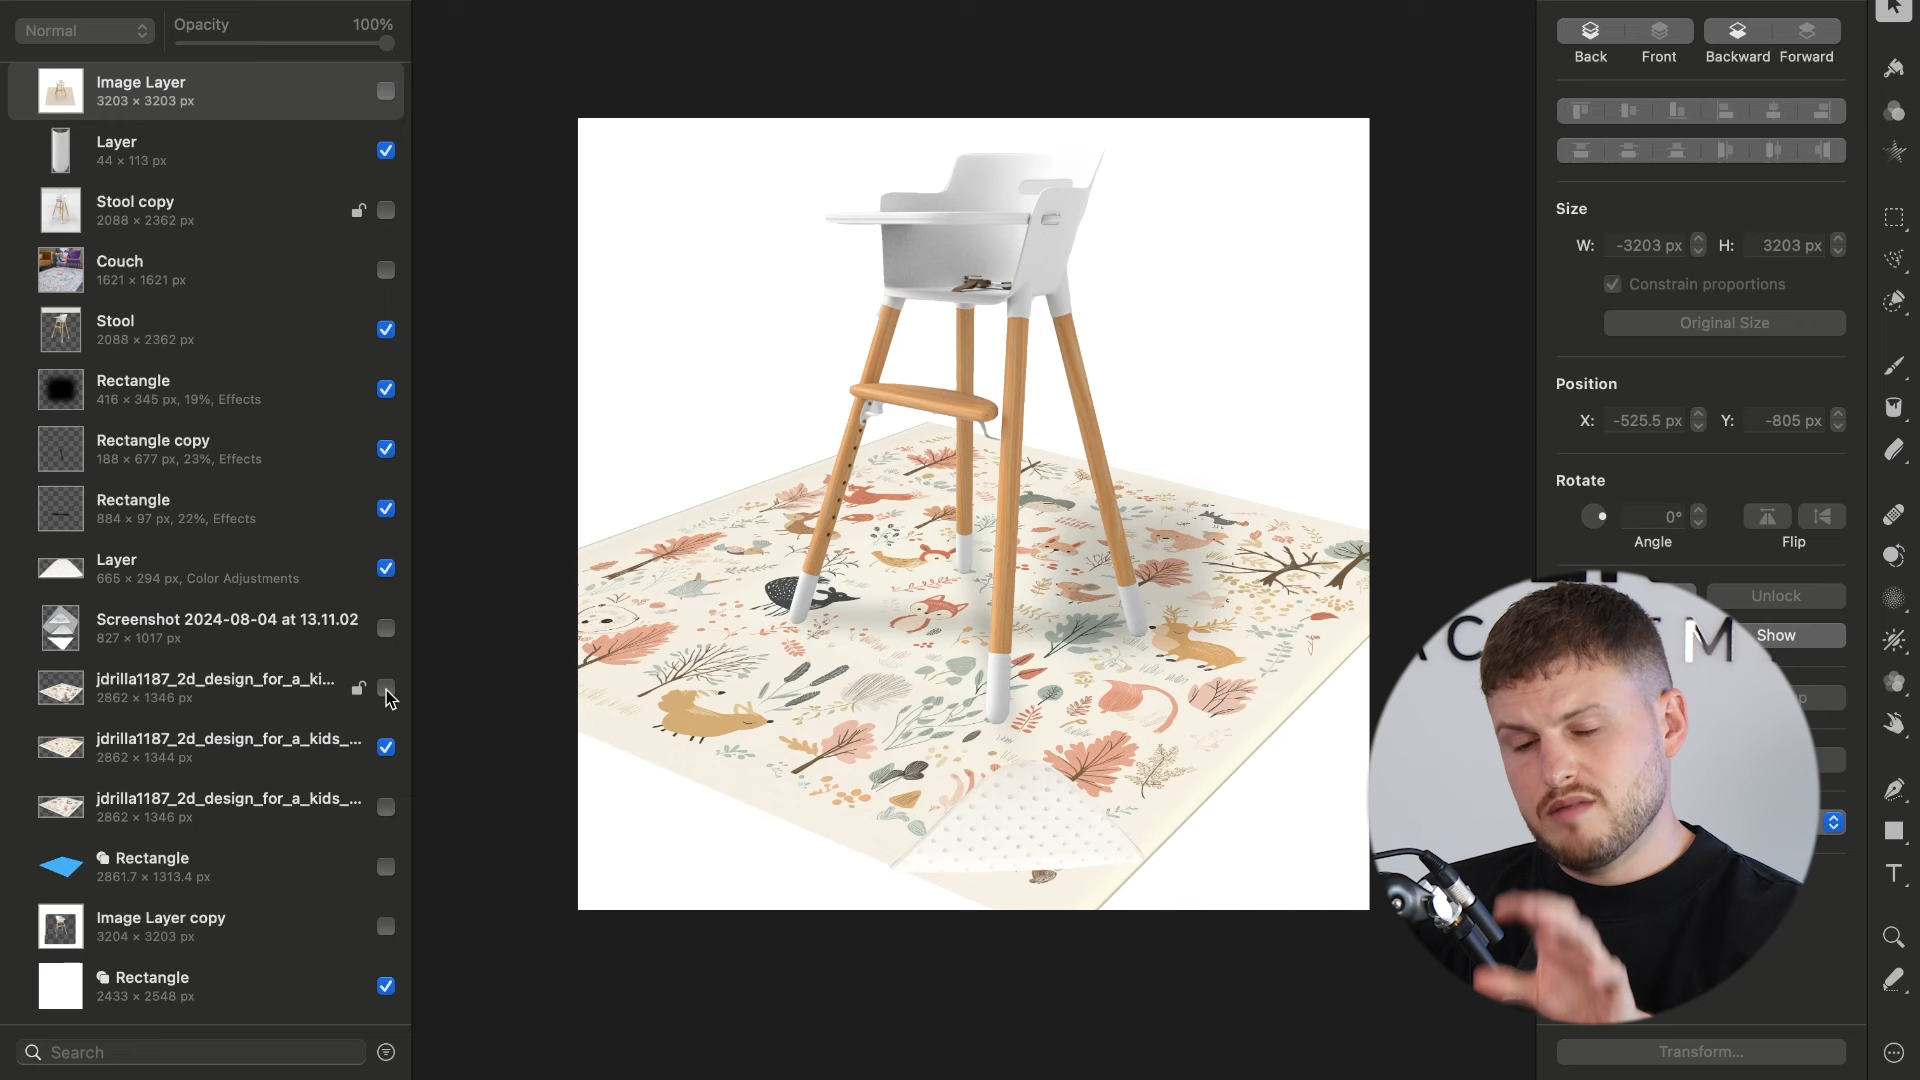 Normal
Opacity 100%
Image Layer
3203 × 3203 px
Layer
44 × 113 px
Stool copy
2088 × 2362 px
Couch
1621 × 1621 px
Stool
2088 × 2362 px
Rectangle
416 × 345 px, 19%, Effects
Rectangle copy
188 × 677 px, 23%, Effects
Rectangle
884 × 97 px, 22%, Effects
Layer
665 × 294 px, Color Adjustments
Screenshot 2024-08-04 at 13.11.02
827 × 1017 px
jdrilla1187_2d_design_for_a_ki...
2862 × 1346 px
jdrilla1187_2d_design_for_a_kids_...
2862 × 1344 px
jdrilla1187_2d_design_for_a_kids_...
2862 × 1346 px
Rectangle
2861.7 × 1313.4 px
Image Layer copy
3204 × 3203 px
Rectangle
2433 × 2548 px
Search
Back Front Backward Forward
Size
W: -3203 px H: 3203 px
Constrain proportions
Original Size
Position
X: -525.5 px Y: -805 px
Rotate
0°
Angle Flip
Unlock
Show
Transform...